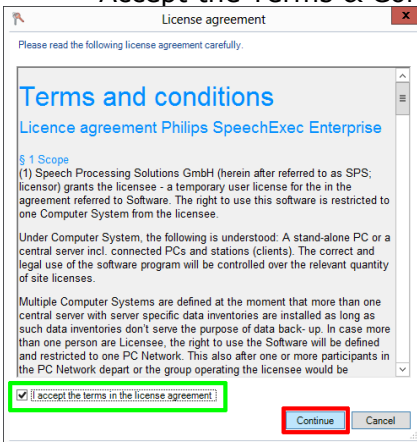 Accept the Terms & Co
License agreement
x
Please read the following license agreement carefully.
Terms and conditions
Licence agreement Philips SpeechExec Enterprise
§ 1 Scope
(1) Speech Processing Solutions GmbH (herein after referred to as SPS;
licensor) grants the licensee - a temporary user license for the in the
agreement referred to Software. The right to use this software is restricted to
one Computer System from the licensee.
Under Computer System, the following is understood: A stand-alone PC or a
central server incl. connected PCs and stations (clients). The correct and
legal use of the software program will be controlled over the relevant quantity
of site licenses.
Multiple Computer Systems are defined at the moment that more than one
central server with server specific data inventories are installed as long as
such data inventories don't serve the purpose of data back- up. In case more
than one person are Licensee, the right to use the Software will be defined
and restricted to one PC Network. This also after one or more participants in
the PC Network depart or the group operating the licensee would be
I accept the terms in the license agreement
Continue
Cancel